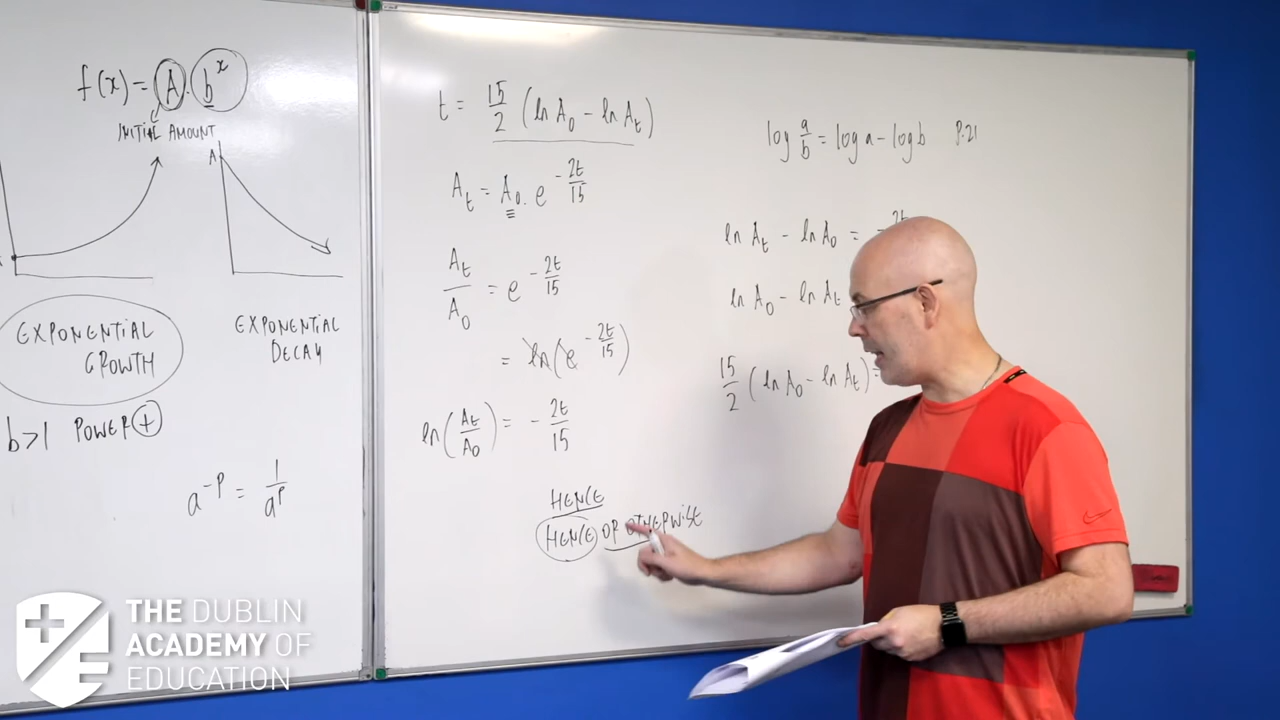 f(x) = A . b^x
INITIAL AMOUNT
A
EXPONENTIAL
GROWTH
EXPONENTIAL
DECAY
b>1 POWER +
a^-p = 1/a^p
t = 15/2 (ln A₀ - ln Aₜ)
Aₜ = A₀ . e^-2t/15
Aₜ/A₀ = e^-2t/15
= ln(e^-2t/15)
ln(Aₜ/A₀) = -2t/15
HENCE
HENCE OR OTHERWISE
log a/b = log a - log b P.21
ln Aₜ - ln A₀ = -2t
ln A₀ - ln Aₜ
15/2 (ln A₀ - ln Aₜ) =
THE DUBLIN
ACADEMY OF
EDUCATION